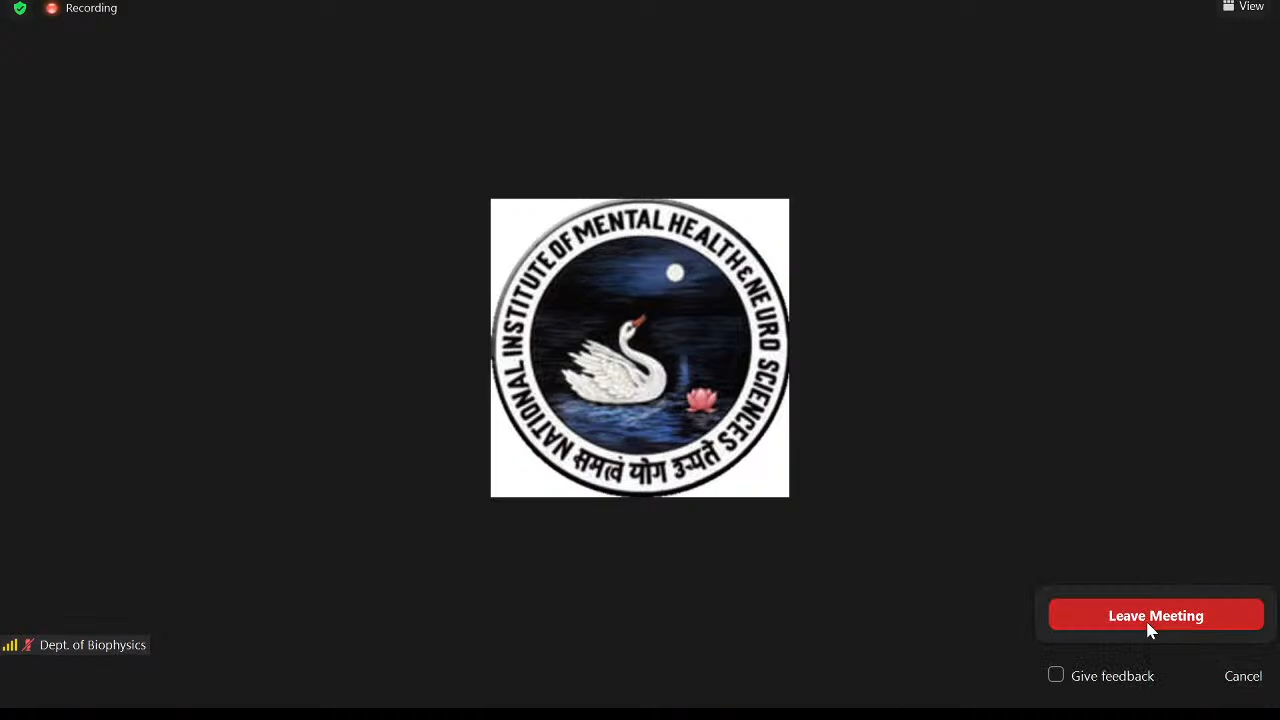 Recording
View
NATIONAL INSTITUTE OF MENTAL HEALTH & NEURO SCIENCES
समत्वं योग उच्यते
Dept. of Biophysics
Leave Meeting
Give feedback
Cancel